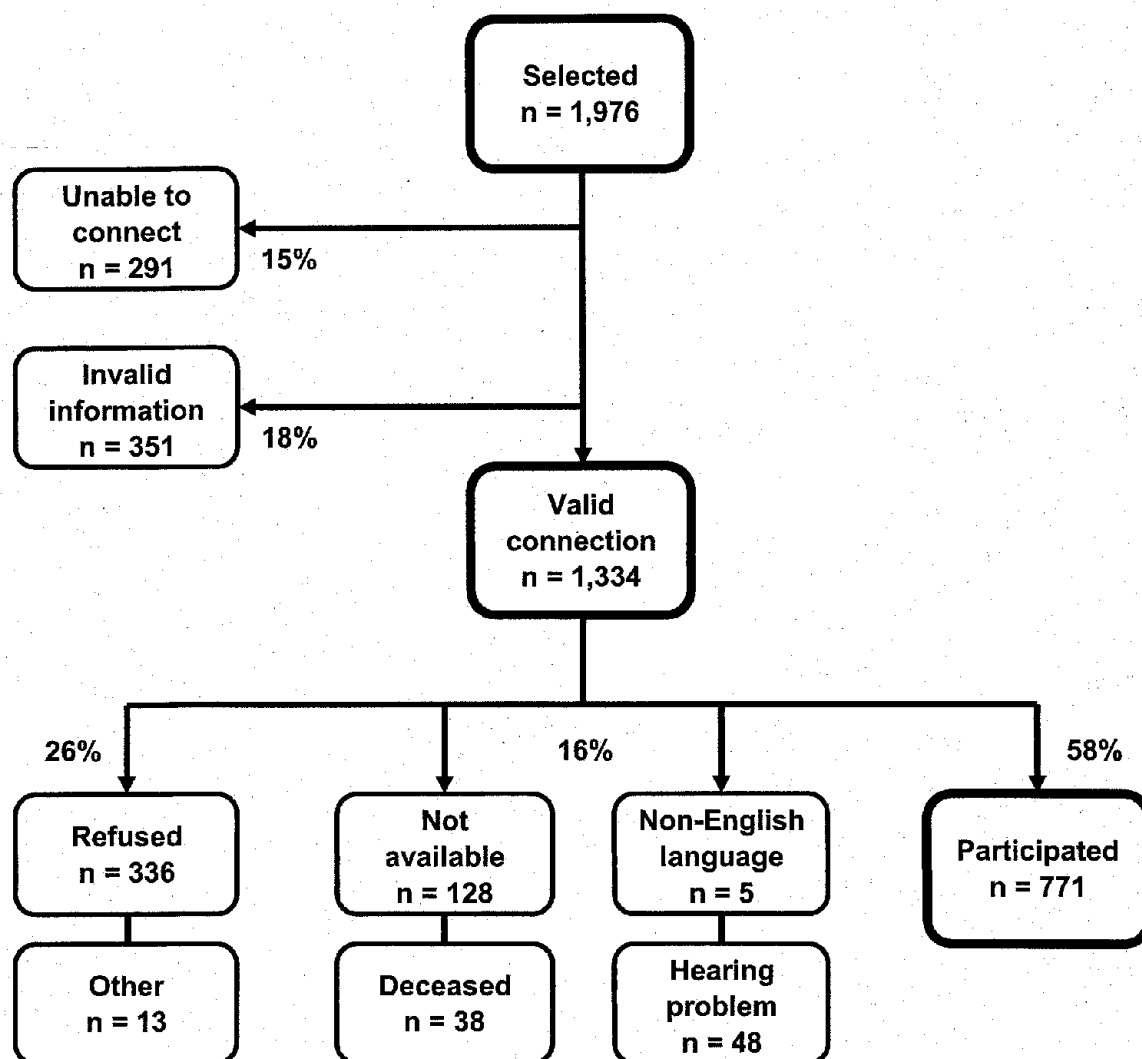 Selected
n = 1,976
Unable to
connect
n = 291
15%
Invalid
information
n = 351
18%
Valid
connection
n = 1,334
26%
16%
58%
Refused
n = 336
Not
available
n = 128
Non-English
language
n = 5
Participated
n = 771
Other
n = 13
Deceased
n = 38
Hearing
problem
n = 48